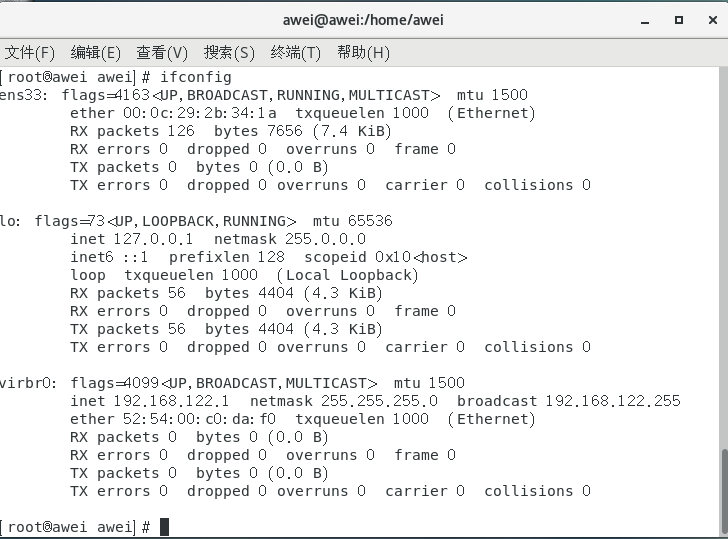 awei@awei:/home/awei
文件(F) 编辑(E) 查看(V) 搜索(S) 终端(T) 帮助(H)
[root@awei awei]# ifconfig
ens33: flags=4163<UP,BROADCAST,RUNNING,MULTICAST>  mtu 1500
        ether 00:0c:29:2b:34:1a  txqueuelen 1000  (Ethernet)
        RX packets 126  bytes 7656 (7.4 KiB)
        RX errors 0  dropped 0  overruns 0  frame 0
        TX packets 0  bytes 0 (0.0 B)
        TX errors 0  dropped 0 overruns 0  carrier 0  collisions 0
lo: flags=73<UP,LOOPBACK,RUNNING>  mtu 65536
        inet 127.0.0.1  netmask 255.0.0.0
        inet6 ::1  prefixlen 128  scopeid 0x10<host>
        loop  txqueuelen 1000  (Local Loopback)
        RX packets 56  bytes 4404 (4.3 KiB)
        RX errors 0  dropped 0  overruns 0  frame 0
        TX packets 56  bytes 4404 (4.3 KiB)
        TX errors 0  dropped 0 overruns 0  carrier 0  collisions 0
virbr0: flags=4099<UP,BROADCAST,MULTICAST>  mtu 1500
        inet 192.168.122.1  netmask 255.255.255.0  broadcast 192.168.122.255
        ether 52:54:00:c0:da:f0  txqueuelen 1000  (Ethernet)
        RX packets 0  bytes 0 (0.0 B)
        RX errors 0  dropped 0  overruns 0  frame 0
        TX packets 0  bytes 0 (0.0 B)
        TX errors 0  dropped 0 overruns 0  carrier 0  collisions 0
[root@awei awei]#